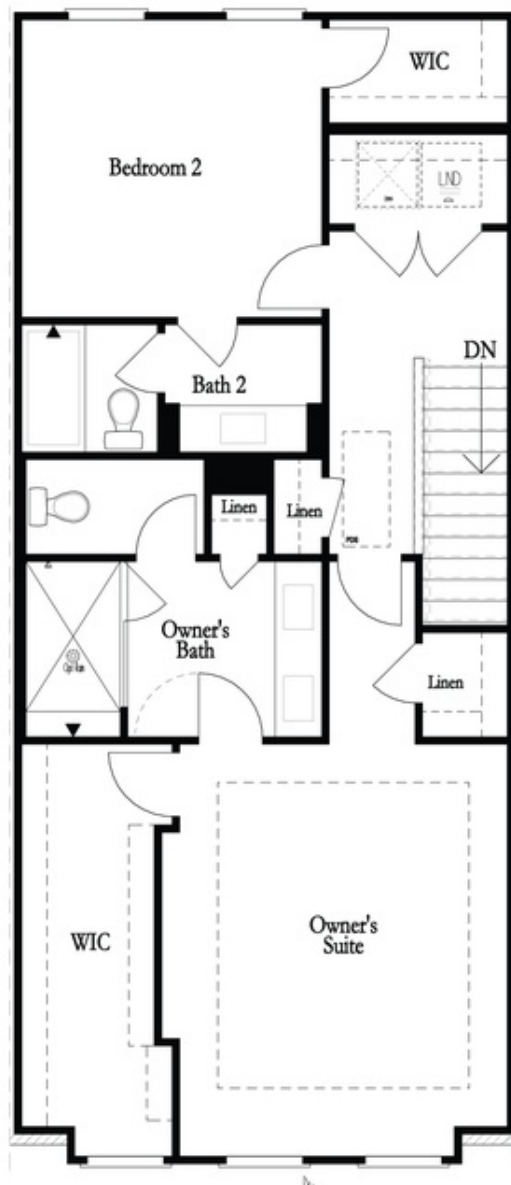 WIC
Bedroom 2
LND
DN
Bath 2
Linen
Linen
Owner's
Bath
Linen
Owner's
Suite
WIC